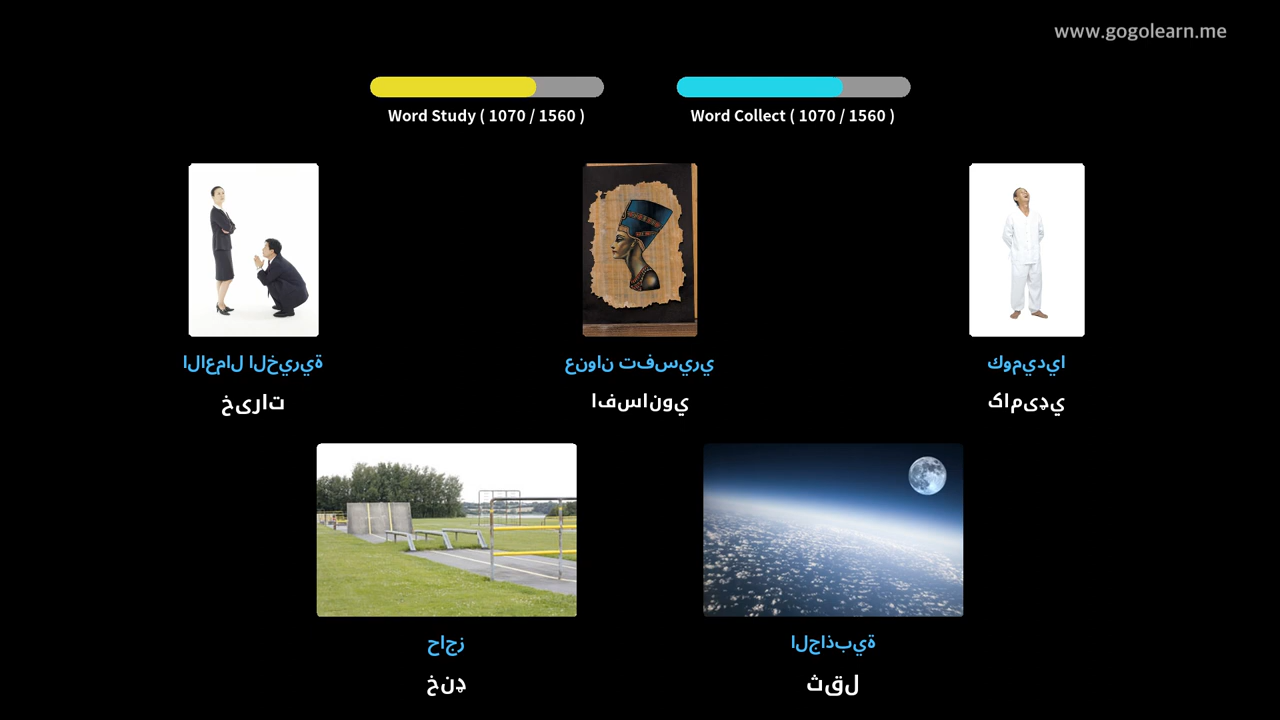 www.gogolearn.me
Word Study ( 1070 / 1560 )
Word Collect ( 1070 / 1560 )
الاعمال الخيرية
عنوان تفسيري
كوميديا
خیرات
افسانوي
کامیډي
حاجز
الجاذبية
خنډ
ثقل